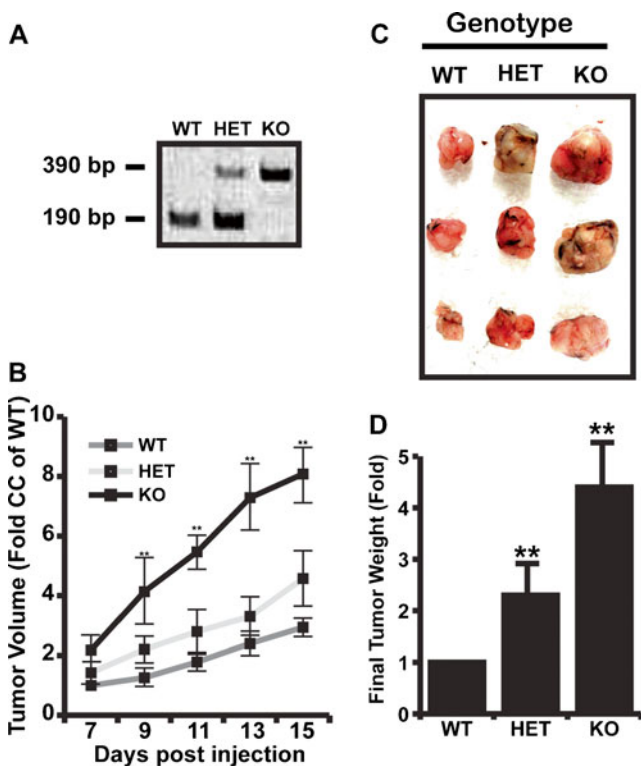 A
WT HET KO
390 bp
190 bp
B
Tumor Volume (Fold CC of WT)
10
8
6
4
2
0
WT
HET
KO
**
**
**
**
7 9 11 13 15
Days post injection
C
Genotype
WT HET KO
D
Final Tumor Weight (Fold)
5
4
3
2
1
0
**
**
WT HET KO